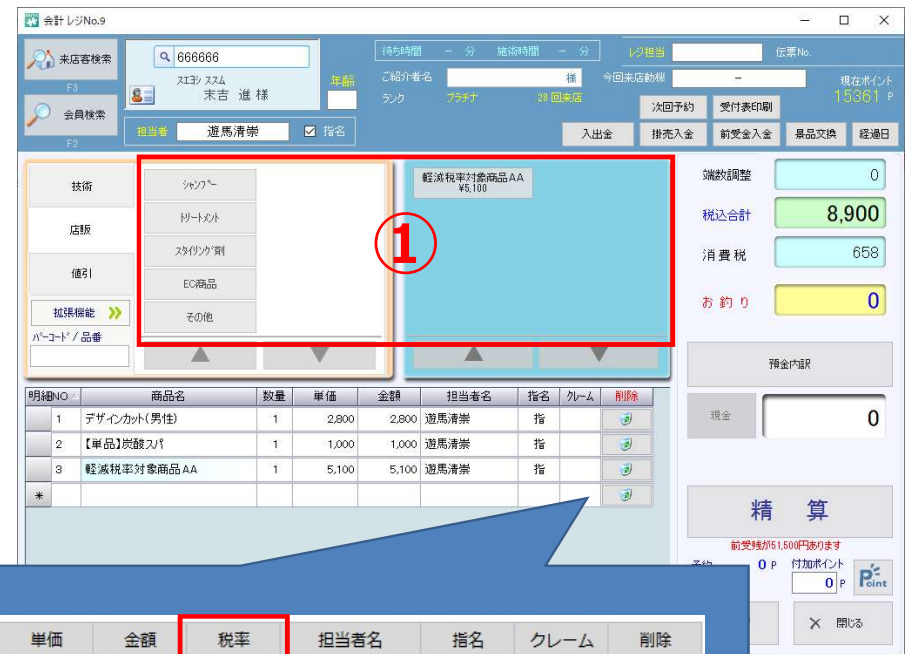 会計 レジNo.9
来店客検索
F3
会員検索
F2
666666
スエヨシ ススム
末吉 進 様
年齢
担当者 遊馬清崇 指名
待ち時間 － 分 施術時間 － 分
ご紹介者名 様
ランク プラチナ 28 回来店
レジ担当 伝票No.
今回来店動機 －
現在ポイント
15361 P
次回予約 受付表印刷
入出金 掛売入金 前受金入金 景品交換 経過日
技術
店販
値引
拡張機能
バーコード / 品番
シャンプー
トリートメント
スタイリング剤
EC商品
その他
▲ ▼
①
軽減税率対象商品AA
¥5,100
▲ ▼
端数調整 0
税込合計 8,900
消費税 658
お釣り 0
預金内訳
現金 0
精 算
前受残が51,500円あります
0 P 付加ポイント
0 P Point
× 閉じる
明細NO 商品名 数量 単価 金額 担当者名 指名 クレーム 削除
1 デザインカット(男性) 1 2,800 2,800 遊馬清崇 指
2 【単品】炭酸スパ 1 1,000 1,000 遊馬清崇 指
3 軽減税率対象商品AA 1 5,100 5,100 遊馬清崇 指
*
単価 金額 税率 担当者名 指名 クレーム 削除